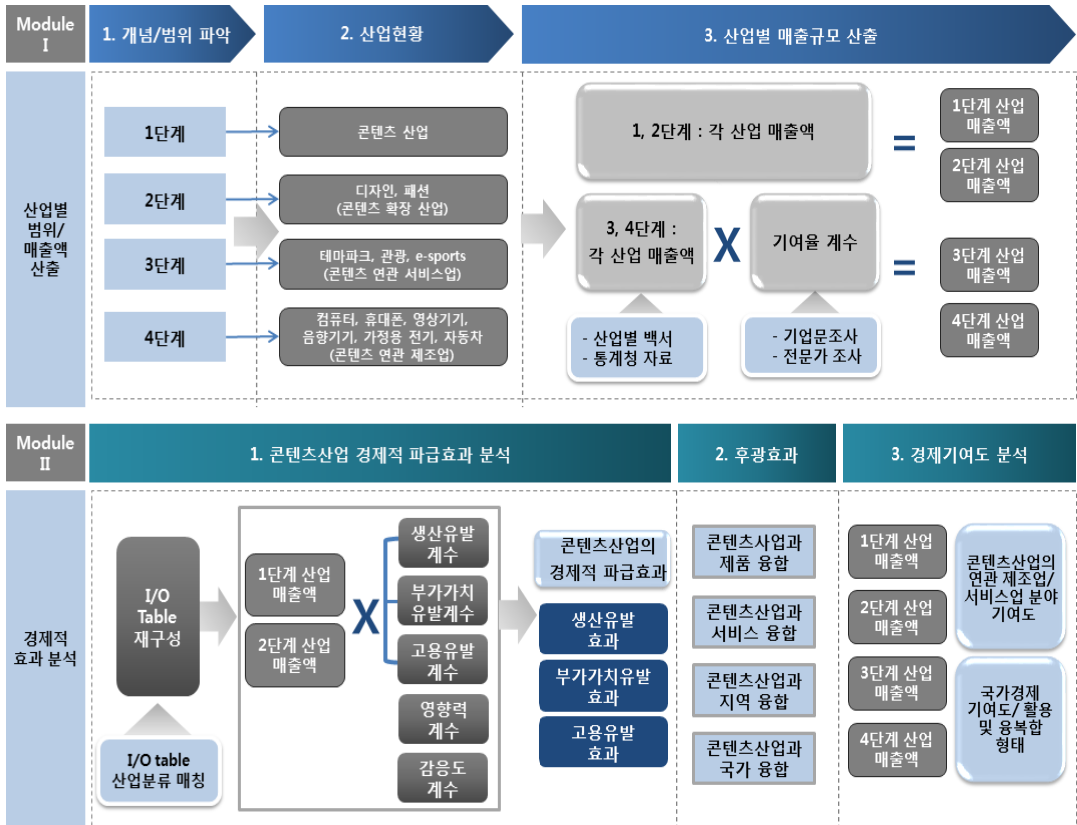 Module
I
1. 개념/범위 파악
2. 산업현황
3. 산업별 매출규모 산출
산업별
범위/
매출액
산출
1단계
2단계
3단계
4단계
콘텐츠 산업
디자인, 패션
(콘텐츠 확장 산업)
테마파크, 관광, e-sports
(콘텐츠 연관 서비스업)
컴퓨터, 휴대폰, 영상기기,
음향기기, 가정용 전기, 자동차
(콘텐츠 연관 제조업)
1, 2단계 : 각 산업 매출액
=
1단계 산업
매출액
2단계 산업
매출액
3, 4단계 :
각 산업 매출액
X
기여율 계수
=
3단계 산업
매출액
4단계 산업
매출액
- 산업별 백서
- 통계청 자료
- 기업문조사
- 전문가 조사
Module
II
1. 콘텐츠산업 경제적 파급효과 분석
2. 후광효과
3. 경제기여도 분석
경제적
효과 분석
I/O
Table
재구성
I/O table
산업분류 매칭
1단계 산업
매출액
2단계 산업
매출액
X
생산유발
계수
부가가치
유발계수
고용유발
계수
영향력
계수
감응도
계수
콘텐츠산업의
경제적 파급효과
생산유발
효과
부가가치유발
효과
고용유발
효과
콘텐츠사업과
제품 융합
콘텐츠산업과
서비스 융합
콘텐츠산업과
지역 융합
콘텐츠산업과
국가 융합
1단계 산업
매출액
2단계 산업
매출액
3단계 산업
매출액
4단계 산업
매출액
콘텐츠산업의
연관 제조업/
서비스업 분야
기여도
국가경제
기여도/ 활용
및 융복합
형태